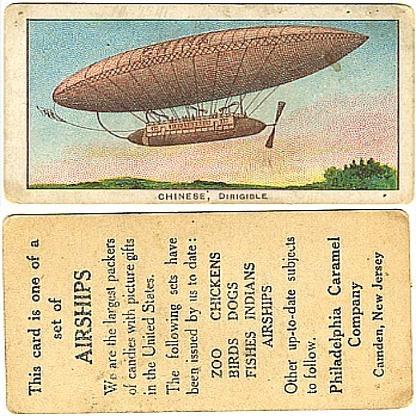 CHINESE, DIRIGIBLE.
This card is one of a
set of
AIRSHIPS
We are the largest packers
of candies with picture gifts
in the United States.
The following sets have
been issued by us to date:
ZOO CHICKENS
BIRDS DOGS
FISHES INDIANS
AIRSHIPS
Other up-to-date subjects
to follow.
Philadelphia Caramel
Company
Camden, New Jersey